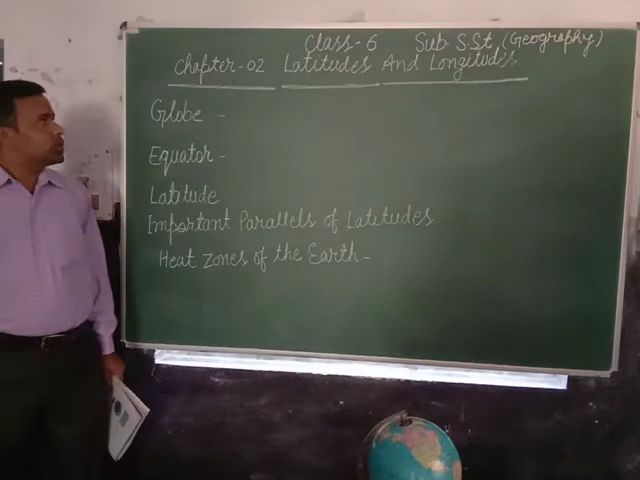 Class-6 Sub S.St (Geography)
Chapter-02 Latitudes And Longitudes
Globe -
Equator -
Latitude
Important Parallels of Latitudes
Heat zones of the Earth -